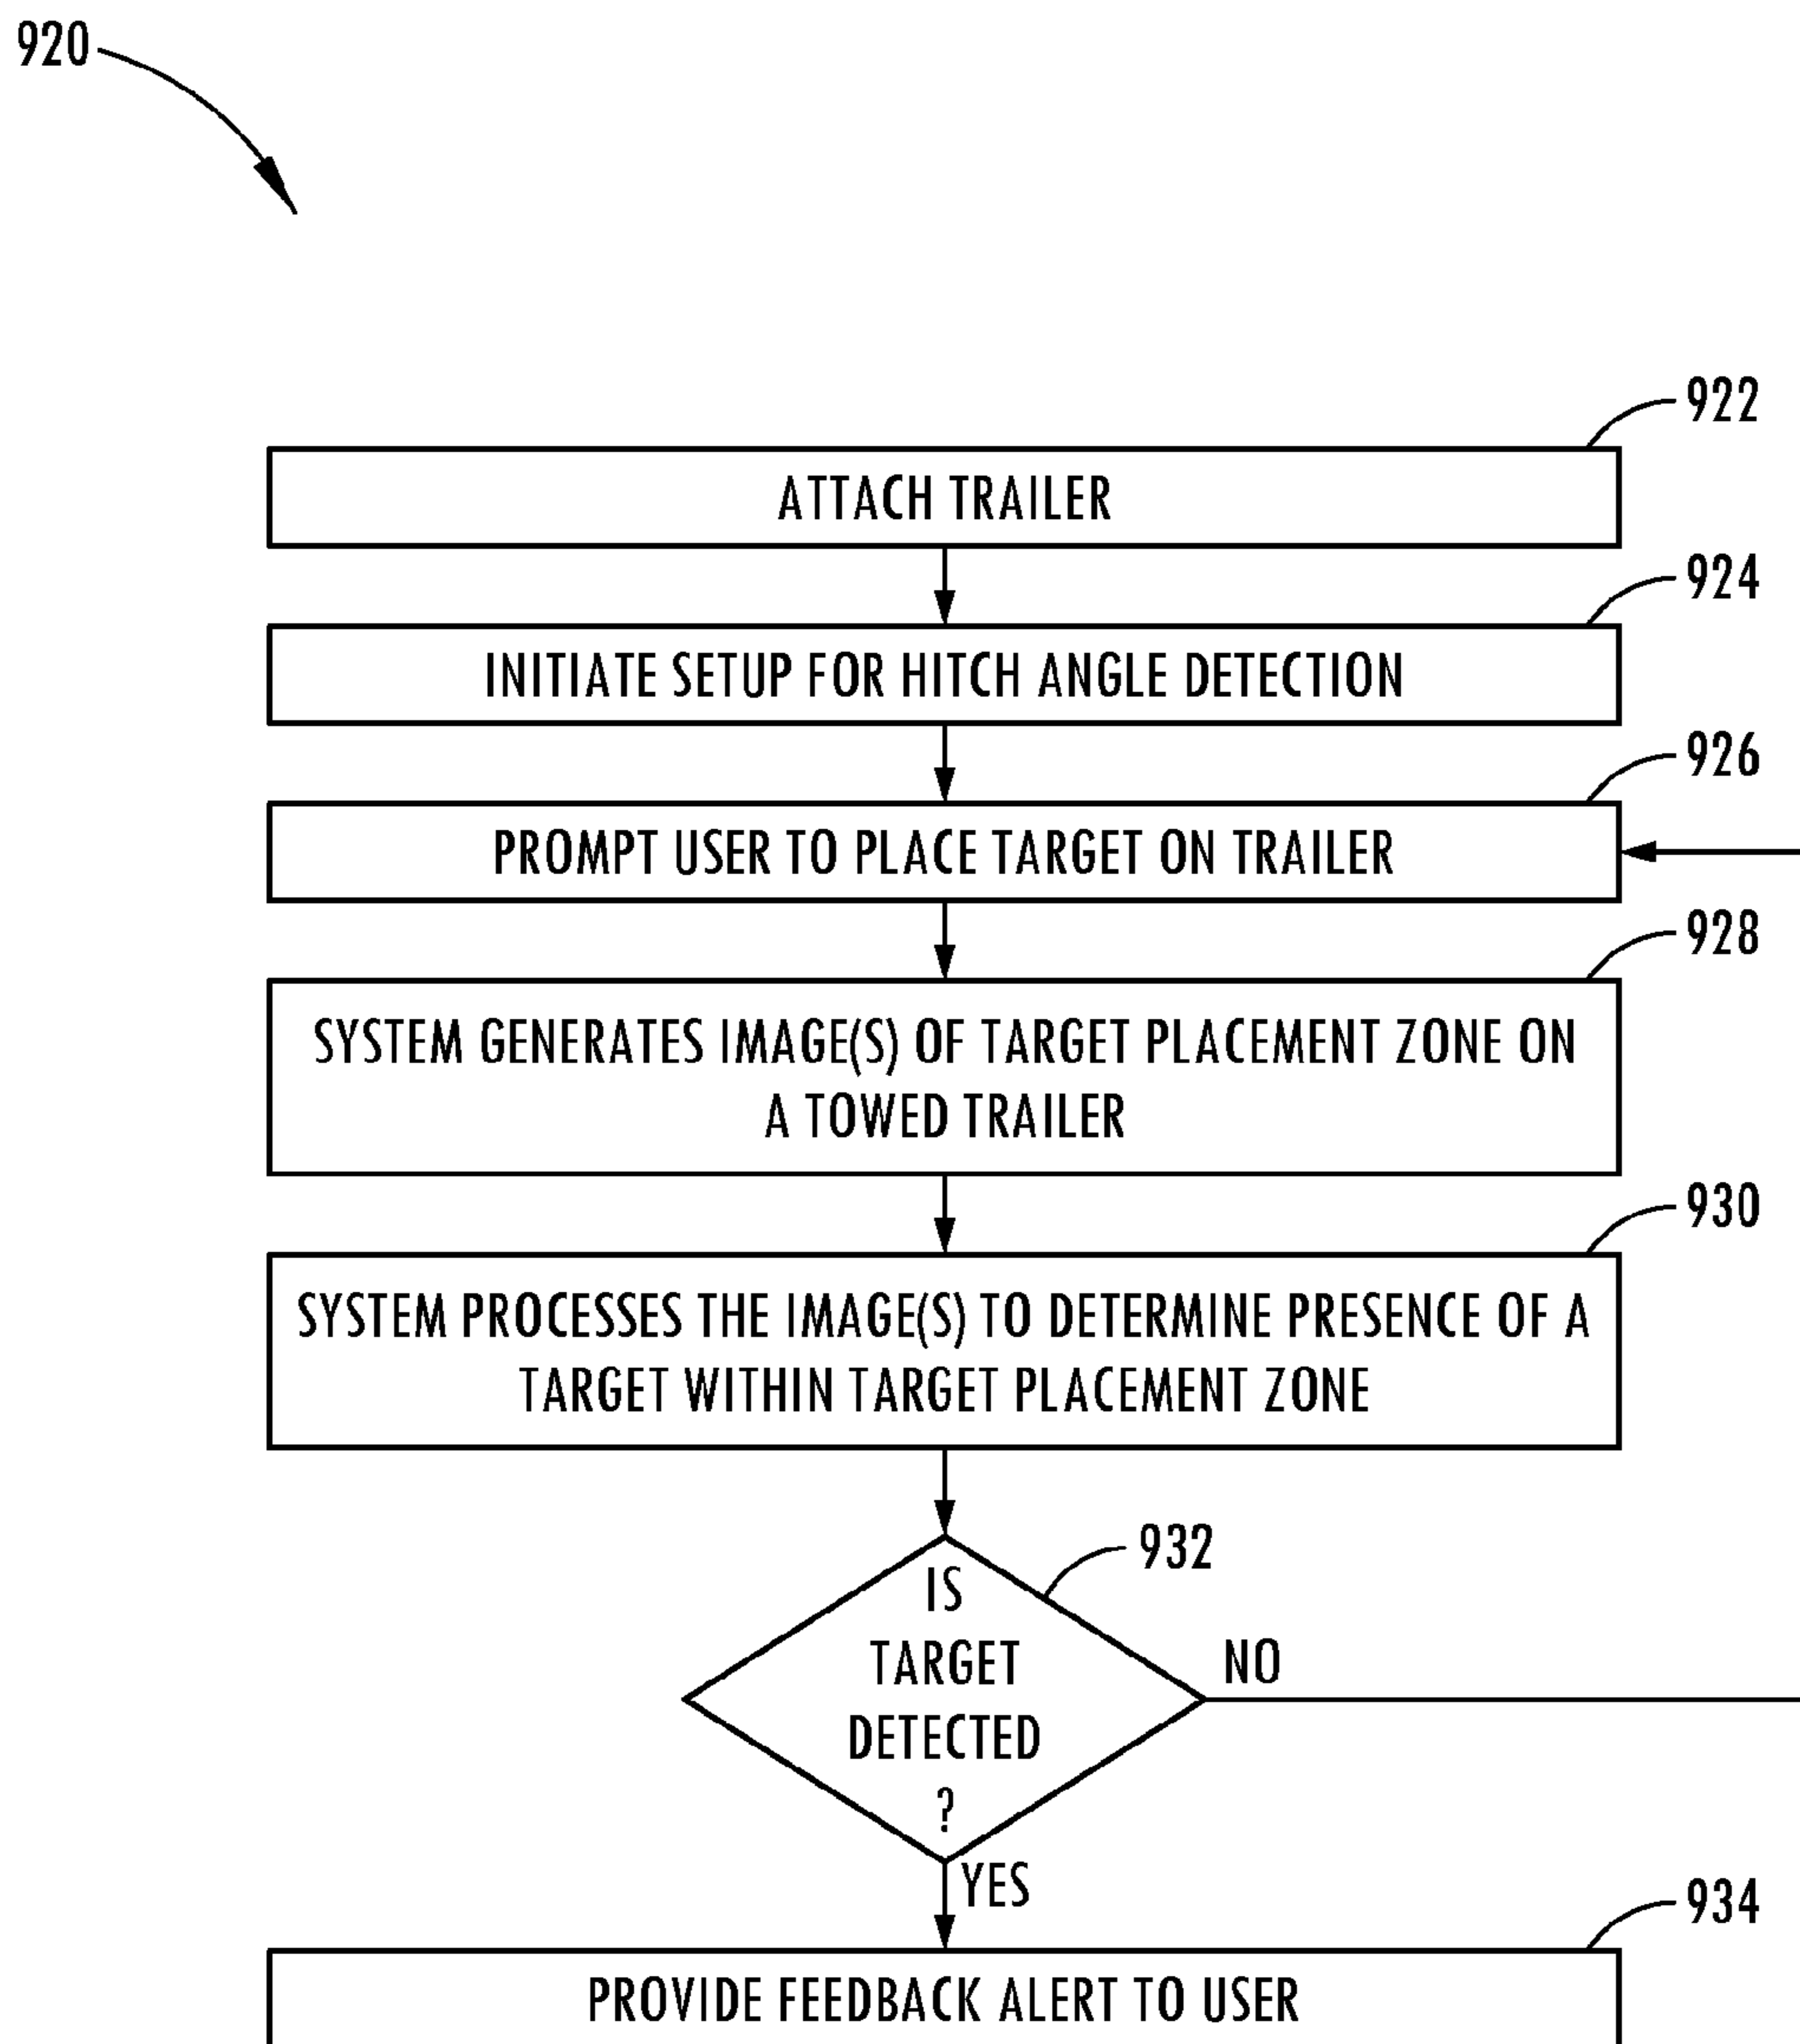 920
922
ATTACH TRAILER
924
INITIATE SETUP FOR HITCH ANGLE DETECTION
926
PROMPT USER TO PLACE TARGET ON TRAILER
928
SYSTEM GENERATES IMAGE(S) OF TARGET PLACEMENT ZONE ON
A TOWED TRAILER
930
SYSTEM PROCESSES THE IMAGE(S) TO DETERMINE PRESENCE OF A
TARGET WITHIN TARGET PLACEMENT ZONE
932
IS
TARGET
DETECTED
?
NO
YES
934
PROVIDE FEEDBACK ALERT TO USER